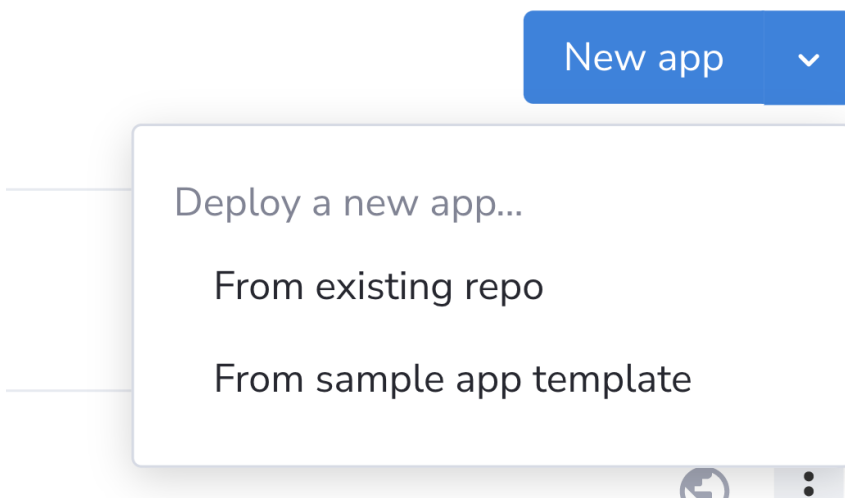 New app
Deploy a new app...
From existing repo
From sample app template